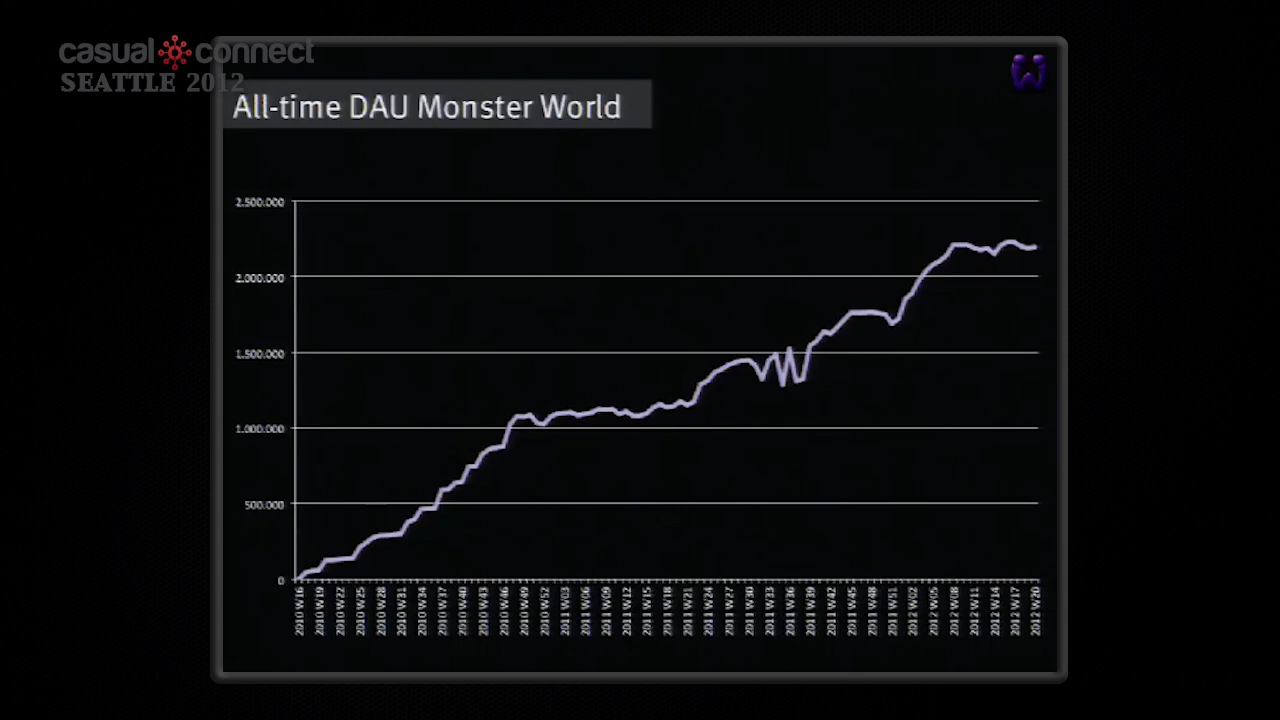 casual connect
SEATTLE 2012
All-time DAU Monster World
2.500.000
2.000.000
1.500.000
1.000.000
500.000
0
2010 W16
2010 W19
2010 W22
2010 W25
2010 W28
2010 W31
2010 W34
2010 W37
2010 W40
2010 W43
2010 W46
2010 W49
2010 W52
2011 W03
2011 W06
2011 W09
2011 W12
2011 W15
2011 W18
2011 W21
2011 W24
2011 W27
2011 W30
2011 W33
2011 W36
2011 W39
2011 W42
2011 W45
2011 W48
2011 W51
2012 W02
2012 W05
2012 W08
2012 W11
2012 W14
2012 W17
2012 W20